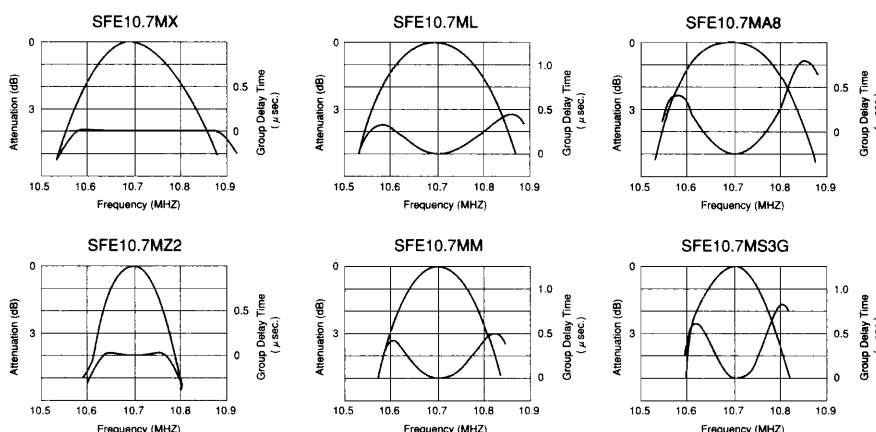 SFE10.7MX
0
3
Attenuation (dB)
0.5
0
Group Delay Time
( μ sec.)
10.5 10.6 10.7 10.8 10.9
Frequency (MHZ)
SFE10.7ML
0
3
Attenuation (dB)
1.0
0.5
0
Group Delay Time
( μ sec.)
10.5 10.6 10.7 10.8 10.9
Frequency (MHZ)
SFE10.7MA8
0
3
Attenuation (dB)
0.5
0
Group Delay Time
10.5 10.6 10.7 10.8 10.9
Frequency (MHZ)
SFE10.7MZ2
0
3
Attenuation (dB)
0.5
0
Group Delay Time
( μ sec.)
10.5 10.6 10.7 10.8 10.9
Frequency (MHZ)
SFE10.7MM
0
3
Attenuation (dB)
1.0
0.5
0
Group Delay Time
( μ sec.)
10.5 10.6 10.7 10.8 10.9
Frequency (MHZ)
SFE10.7MS3G
0
3
Attenuation (dB)
1.0
0.5
0
Group Delay Time
10.5 10.6 10.7 10.8 10.9
Frequency (MHZ)